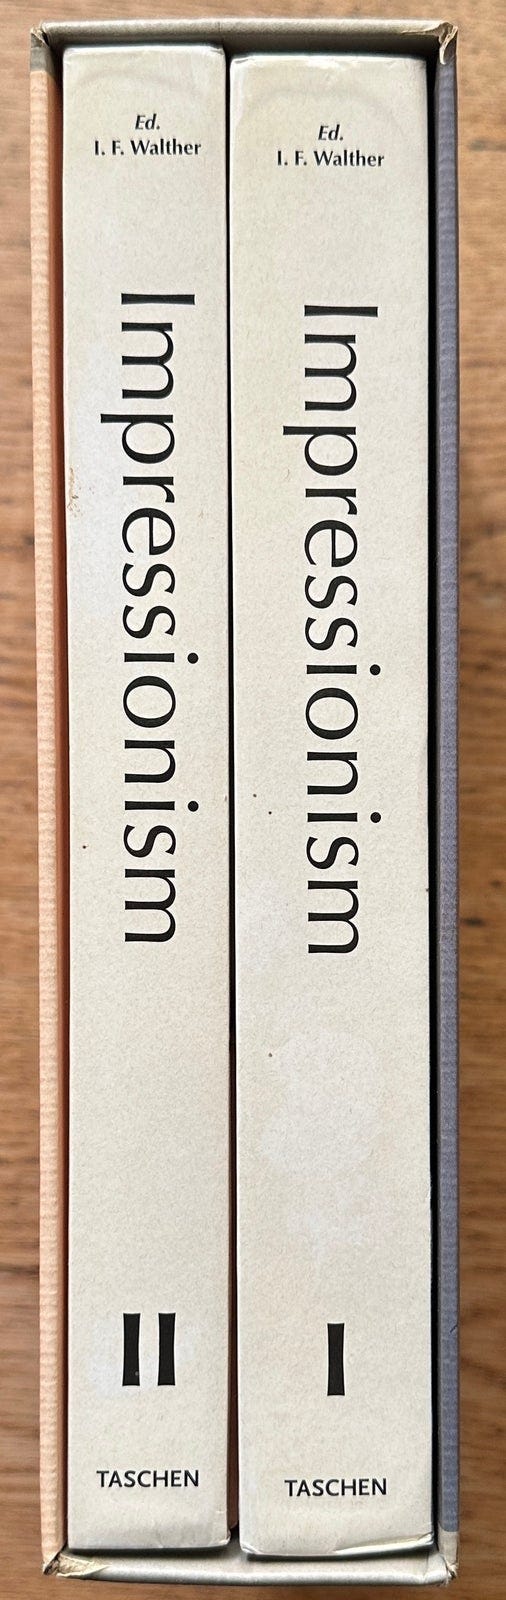 Ed.
I. F. Walther
Impressionism
II
TASCHEN
Ed.
I. F. Walther
Impressionism
I
TASCHEN